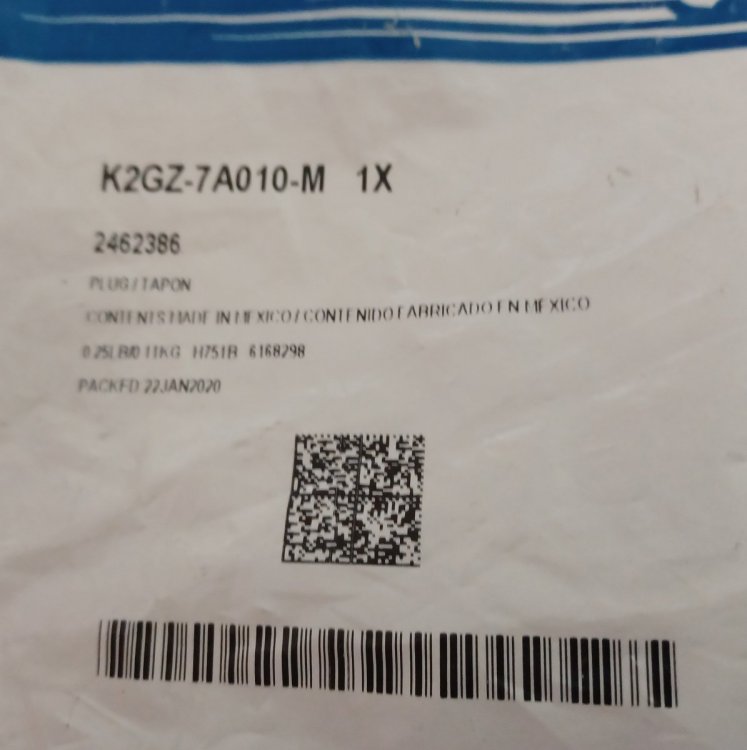 K2GZ-7A010-M 1X
2462386
PLUG / TAPON
CONTENTS MADE IN MEXICO / CONTENIDO FABRICADO EN MEXICO
0.25LB/0.11KG H751B 6168298
PACKED 22JAN2020